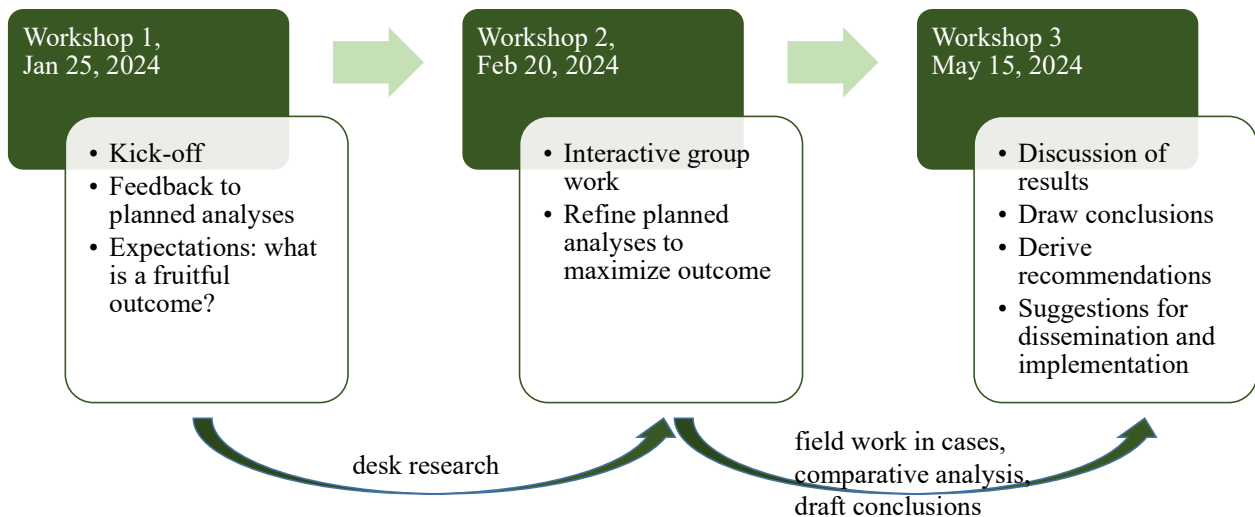 Workshop 1,
Jan 25, 2024
• Kick-off
• Feedback to
planned analyses
• Expectations: what
is a fruitful
outcome?
Workshop 2,
Feb 20, 2024
• Interactive group
work
• Refine planned
analyses to
maximize outcome
Workshop 3
May 15, 2024
• Discussion of
results
• Draw conclusions
• Derive
recommendations
• Suggestions for
dissemination and
implementation
desk research
field work in cases,
comparative analysis,
draft conclusions